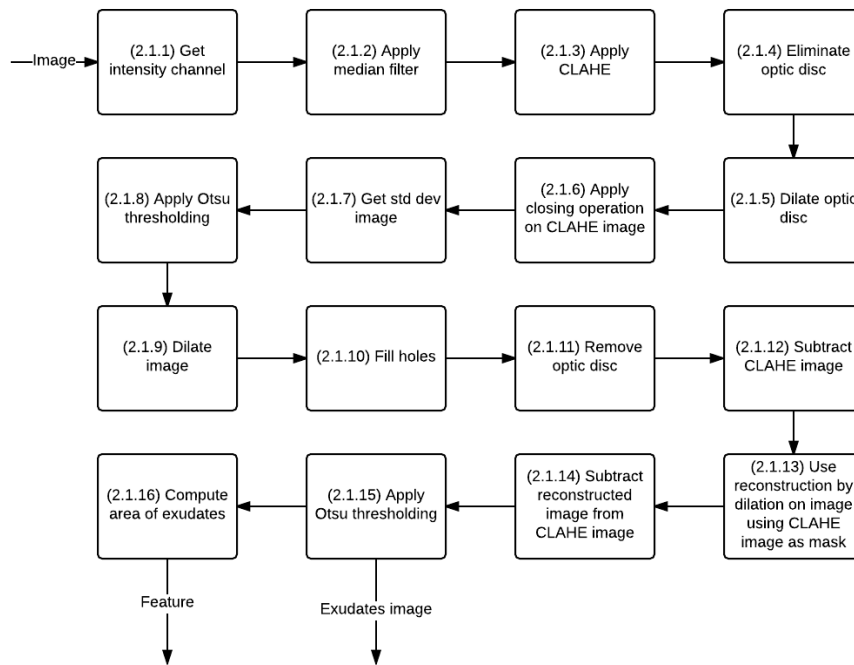 Image
(2.1.1) Get
intensity channel
(2.1.2) Apply
median filter
(2.1.3) Apply
CLAHE
(2.1.4) Eliminate
optic disc
(2.1.8) Apply Otsu
thresholding
(2.1.7) Get std dev
image
(2.1.6) Apply
closing operation
on CLAHE image
(2.1.5) Dilate optic
disc
(2.1.9) Dilate
image
(2.1.10) Fill holes
(2.1.11) Remove
optic disc
(2.1.12) Subtract
CLAHE image
(2.1.16) Compute
area of exudates
(2.1.15) Apply
Otsu thresholding
(2.1.14) Subtract
reconstructed
image from
CLAHE image
(2.1.13) Use
reconstruction by
dilation on image
using CLAHE
image as mask
Feature
Exudates image